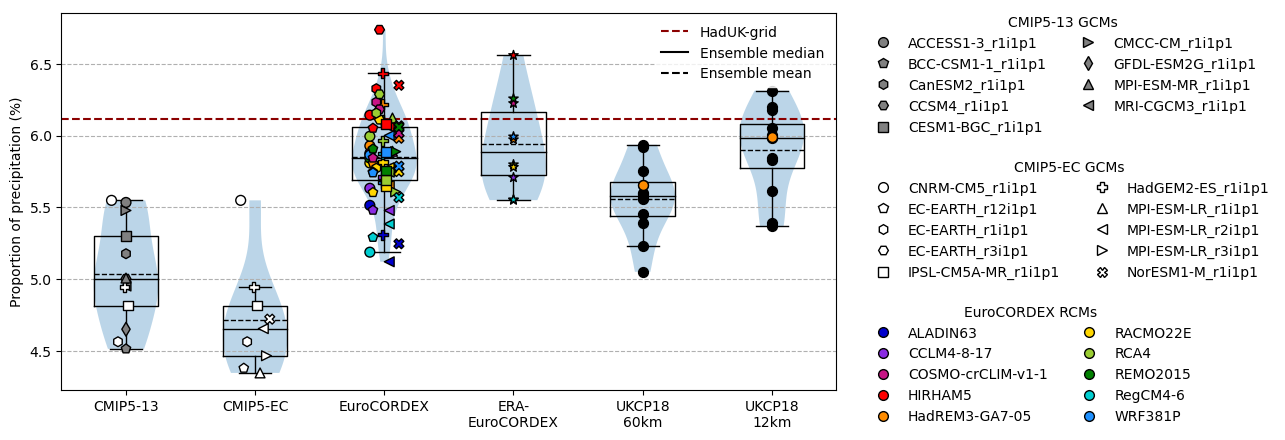 Proportion of precipitation (%)
6.5
6.0
5.5
5.0
4.5
HadUK-grid
Ensemble median
Ensemble mean
CMIP5-13
CMIP5-EC
EuroCORDEX
ERA-
EuroCORDEX
UKCP18
60km
UKCP18
12km
CMIP5-13 GCMs
ACCESS1-3_r1i1p1
BCC-CSM1-1_r1i1p1
CanESM2_r1i1p1
CCSM4_r1i1p1
CESM1-BGC_r1i1p1
CMCC-CM_r1i1p1
GFDL-ESM2G_r1i1p1
MPI-ESM-MR_r1i1p1
MRI-CGCM3_r1i1p1
CMIP5-EC GCMs
CNRM-CM5_r1i1p1
EC-EARTH_r12i1p1
EC-EARTH_r1i1p1
EC-EARTH_r3i1p1
IPSL-CM5A-MR_r1i1p1
HadGEM2-ES_r1i1p1
MPI-ESM-LR_r1i1p1
MPI-ESM-LR_r2i1p1
MPI-ESM-LR_r3i1p1
NorESM1-M_r1i1p1
EuroCORDEX RCMs
ALADIN63
CCLM4-8-17
COSMO-crCLIM-v1-1
HIRHAM5
HadREM3-GA7-05
RACMO22E
RCA4
REMO2015
RegCM4-6
WRF381P